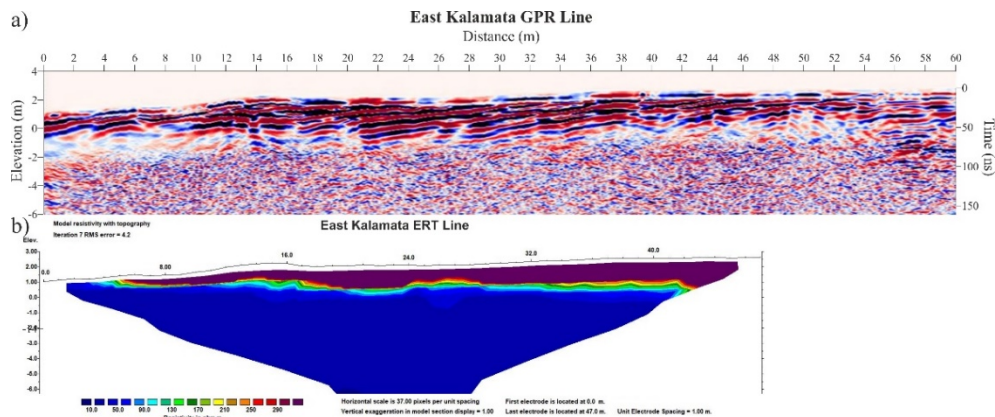 a)
East Kalamata GPR Line
Distance (m)
0 2 4 6 8 10 12 14 16 18 20 22 24 26 28 30 32 34 36 38 40 42 44 46 48 50 52 54 56 58 60
Elevation (m)
4
2
0
-2
-4
-6
Time (ns)
0
50
100
150
b)
Model resistivity with topography
Iteration 7 RMS error = 4.2
East Kalamata ERT Line
Elev.
0.0 8.00 16.0 24.0 32.0 40.0
3.00
2.00
1.00
0.0
-2.0
-3.0
-4.0
-5.0
-6.0
10.0 50.0 90.0 130 170 210 250 290
Horizontal scale is 37.00 pixels per unit spacing
Vertical exaggeration in model section display = 1.00
First electrode is located at 0.0 m.
Last electrode is located at 47.0 m. Unit Electrode Spacing = 1.00 m.